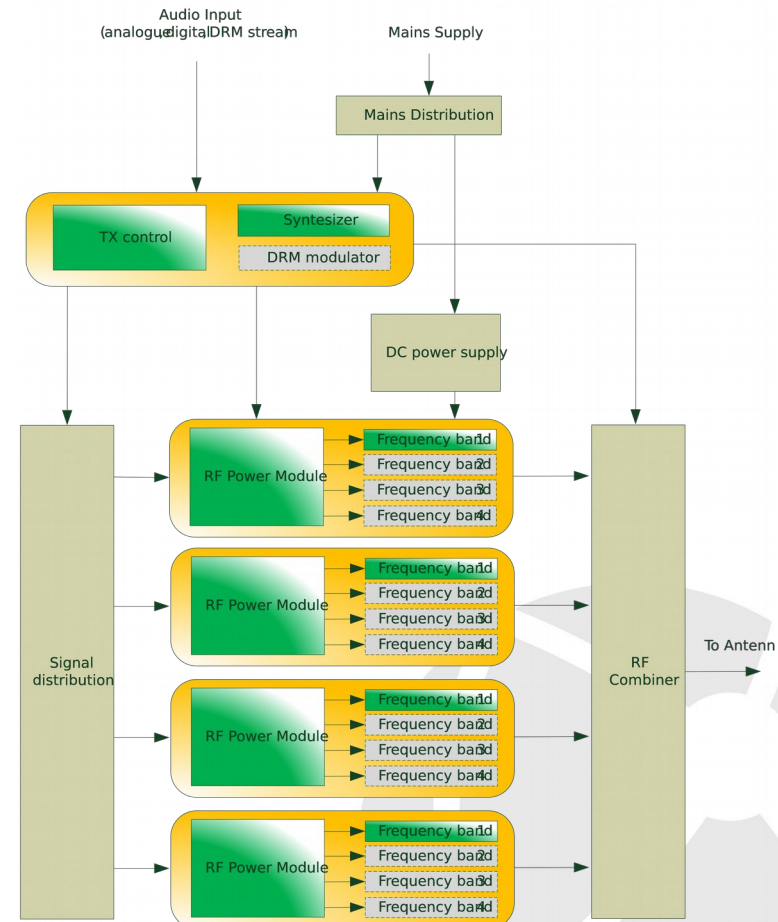 Audio Input
(analogue, digital, DRM stream)
Mains Supply
Mains Distribution
TX control
Syntesizer
DRM modulator
DC power supply
RF Power Module
Frequency band 1
Frequency band 2
Frequency band 3
Frequency band 4
RF Power Module
Frequency band 1
Frequency band 2
Frequency band 3
Frequency band 4
Signal
distribution
RF
Combiner
To Antenn
RF Power Module
Frequency band 1
Frequency band 2
Frequency band 3
Frequency band 4
RF Power Module
Frequency band 1
Frequency band 2
Frequency band 3
Frequency band 4